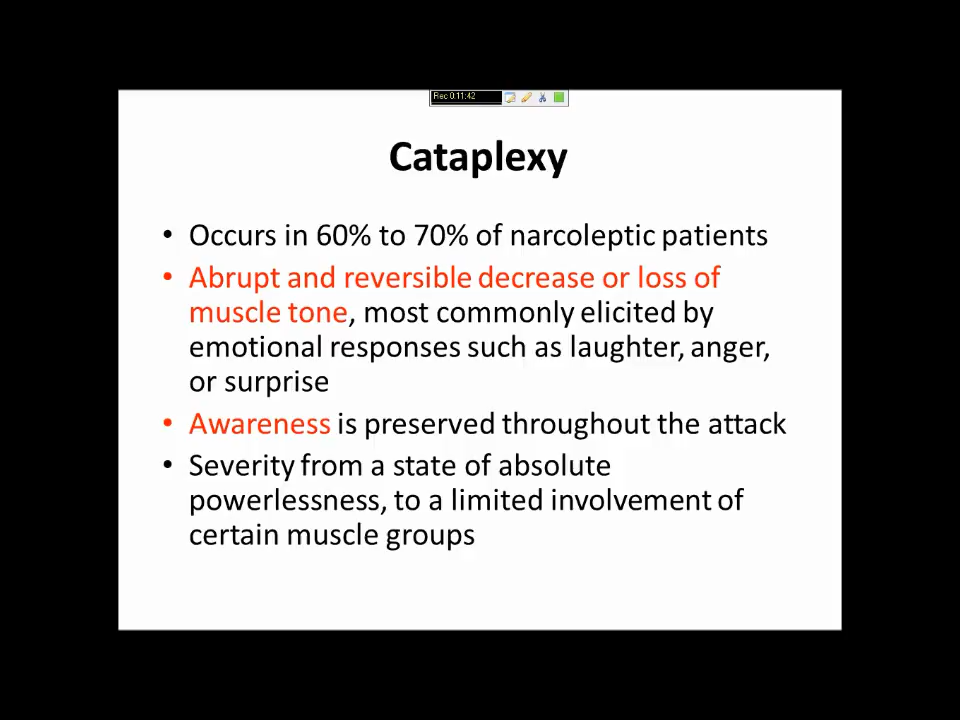 Rec 0:11:42
Cataplexy
• Occurs in 60% to 70% of narcoleptic patients
• Abrupt and reversible decrease or loss of
muscle tone, most commonly elicited by
emotional responses such as laughter, anger,
or surprise
• Awareness is preserved throughout the attack
• Severity from a state of absolute
powerlessness, to a limited involvement of
certain muscle groups